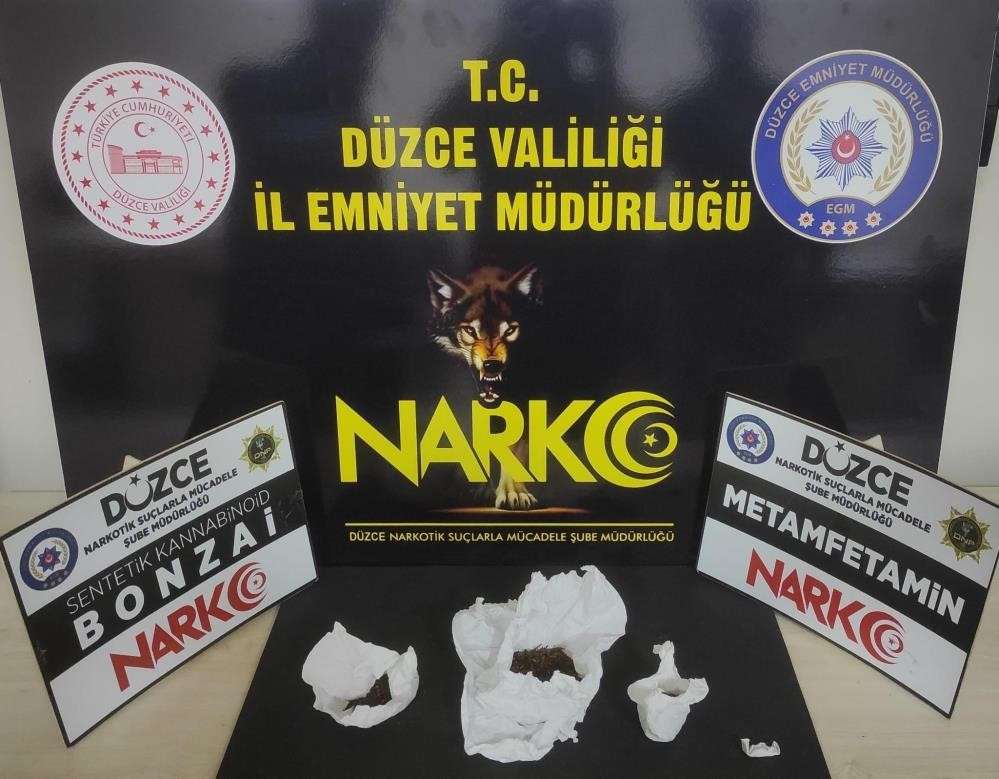 T.C.
DÜZCE VALİLİĞİ
İL EMNİYET MÜDÜRLÜĞÜ
TÜRKİYE CUMHURİYETİ
DÜZCE VALİLİĞİ
DÜZCE EMNİYET MÜDÜRLÜĞÜ
EGM
NARKO
DÜZCE NARKOTİK SUÇLARLA MÜCADELE ŞUBE MÜDÜRLÜĞÜ
DÜZCE
NARKOTİK SUÇLARLA MÜCADELE
ŞUBE MÜDÜRLÜĞÜ
SENTETİK KANNABİNOİD
BONZAİ
NARKO
DÜZCE
NARKOTİK SUÇLARLA MÜCADELE
ŞUBE MÜDÜRLÜĞÜ
METAMFETAMİN
NARKO